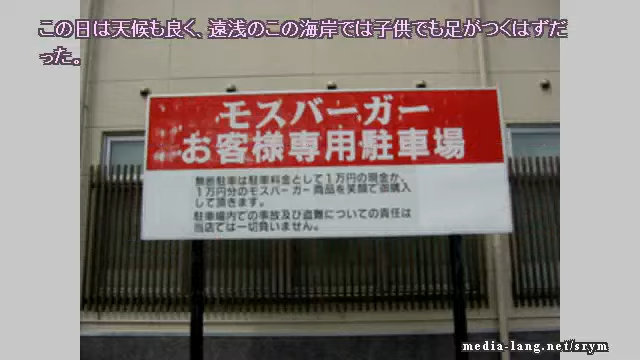 この日は天候も良く、遠浅のこの海岸では子供でも足がつくはずだ
った。
モスバーガー
お客様専用駐車場
無断駐車は駐車料金として１万円の現金か、
１万円分のモスバーガー商品を笑顔で御購入
して頂きます。
駐車場内での事故及び盗難についての責任は
当店では一切負いません。
media-lang.net/srym